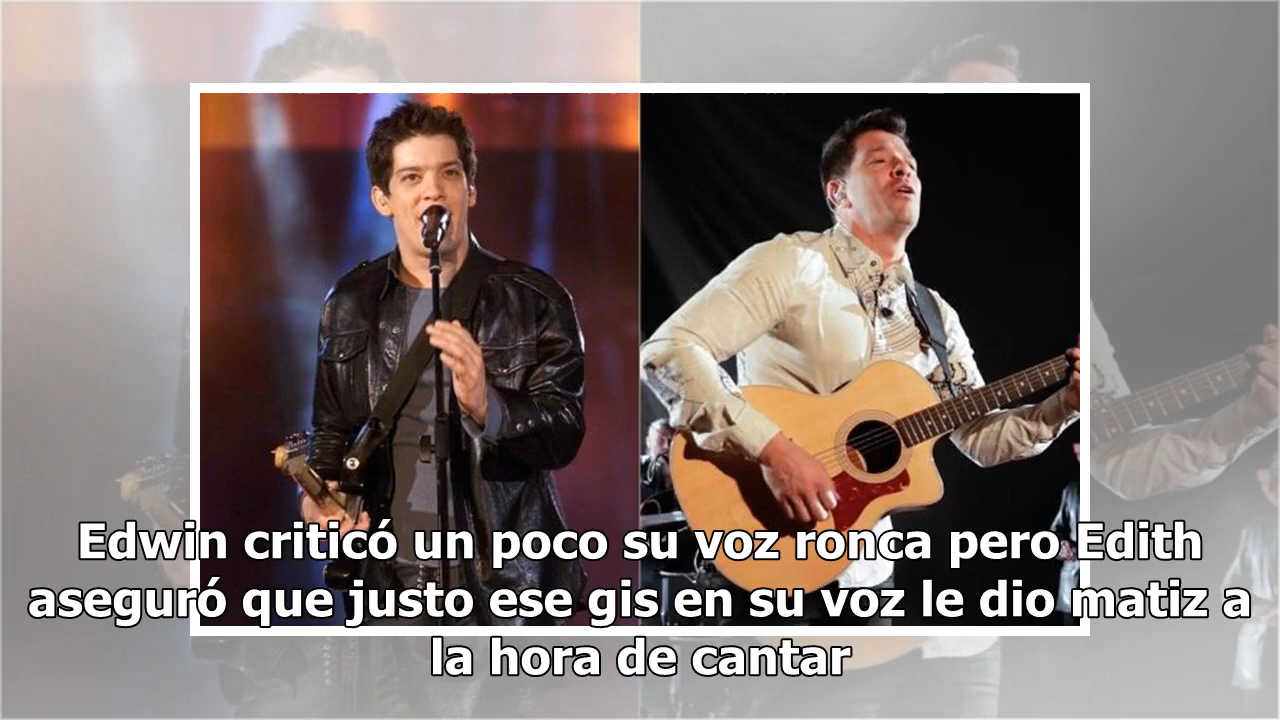 Edwin criticó un poco su voz ronca pero Edith
aseguró que justo ese gis en su voz le dio matiz a
la hora de cantar